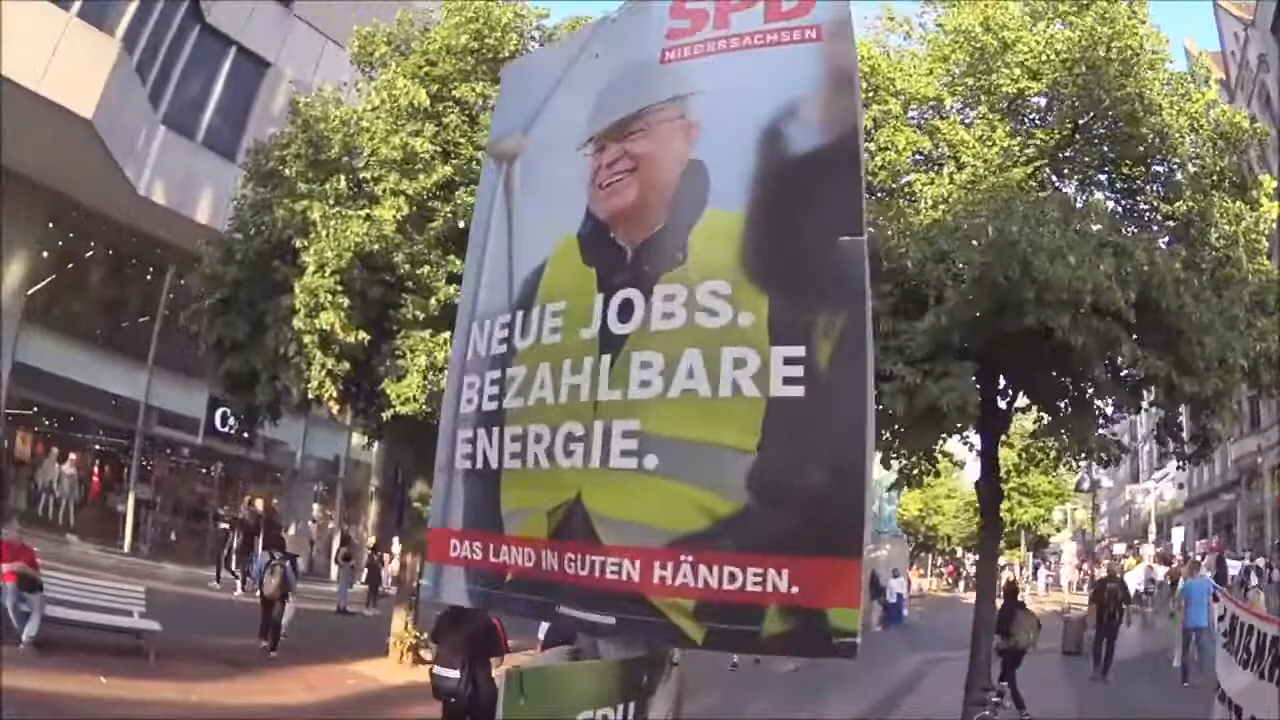 SPD
NIEDERSACHSEN
NEUE JOBS.
BEZAHLBARE
ENERGIE.
DAS LAND IN GUTEN HÄNDEN.